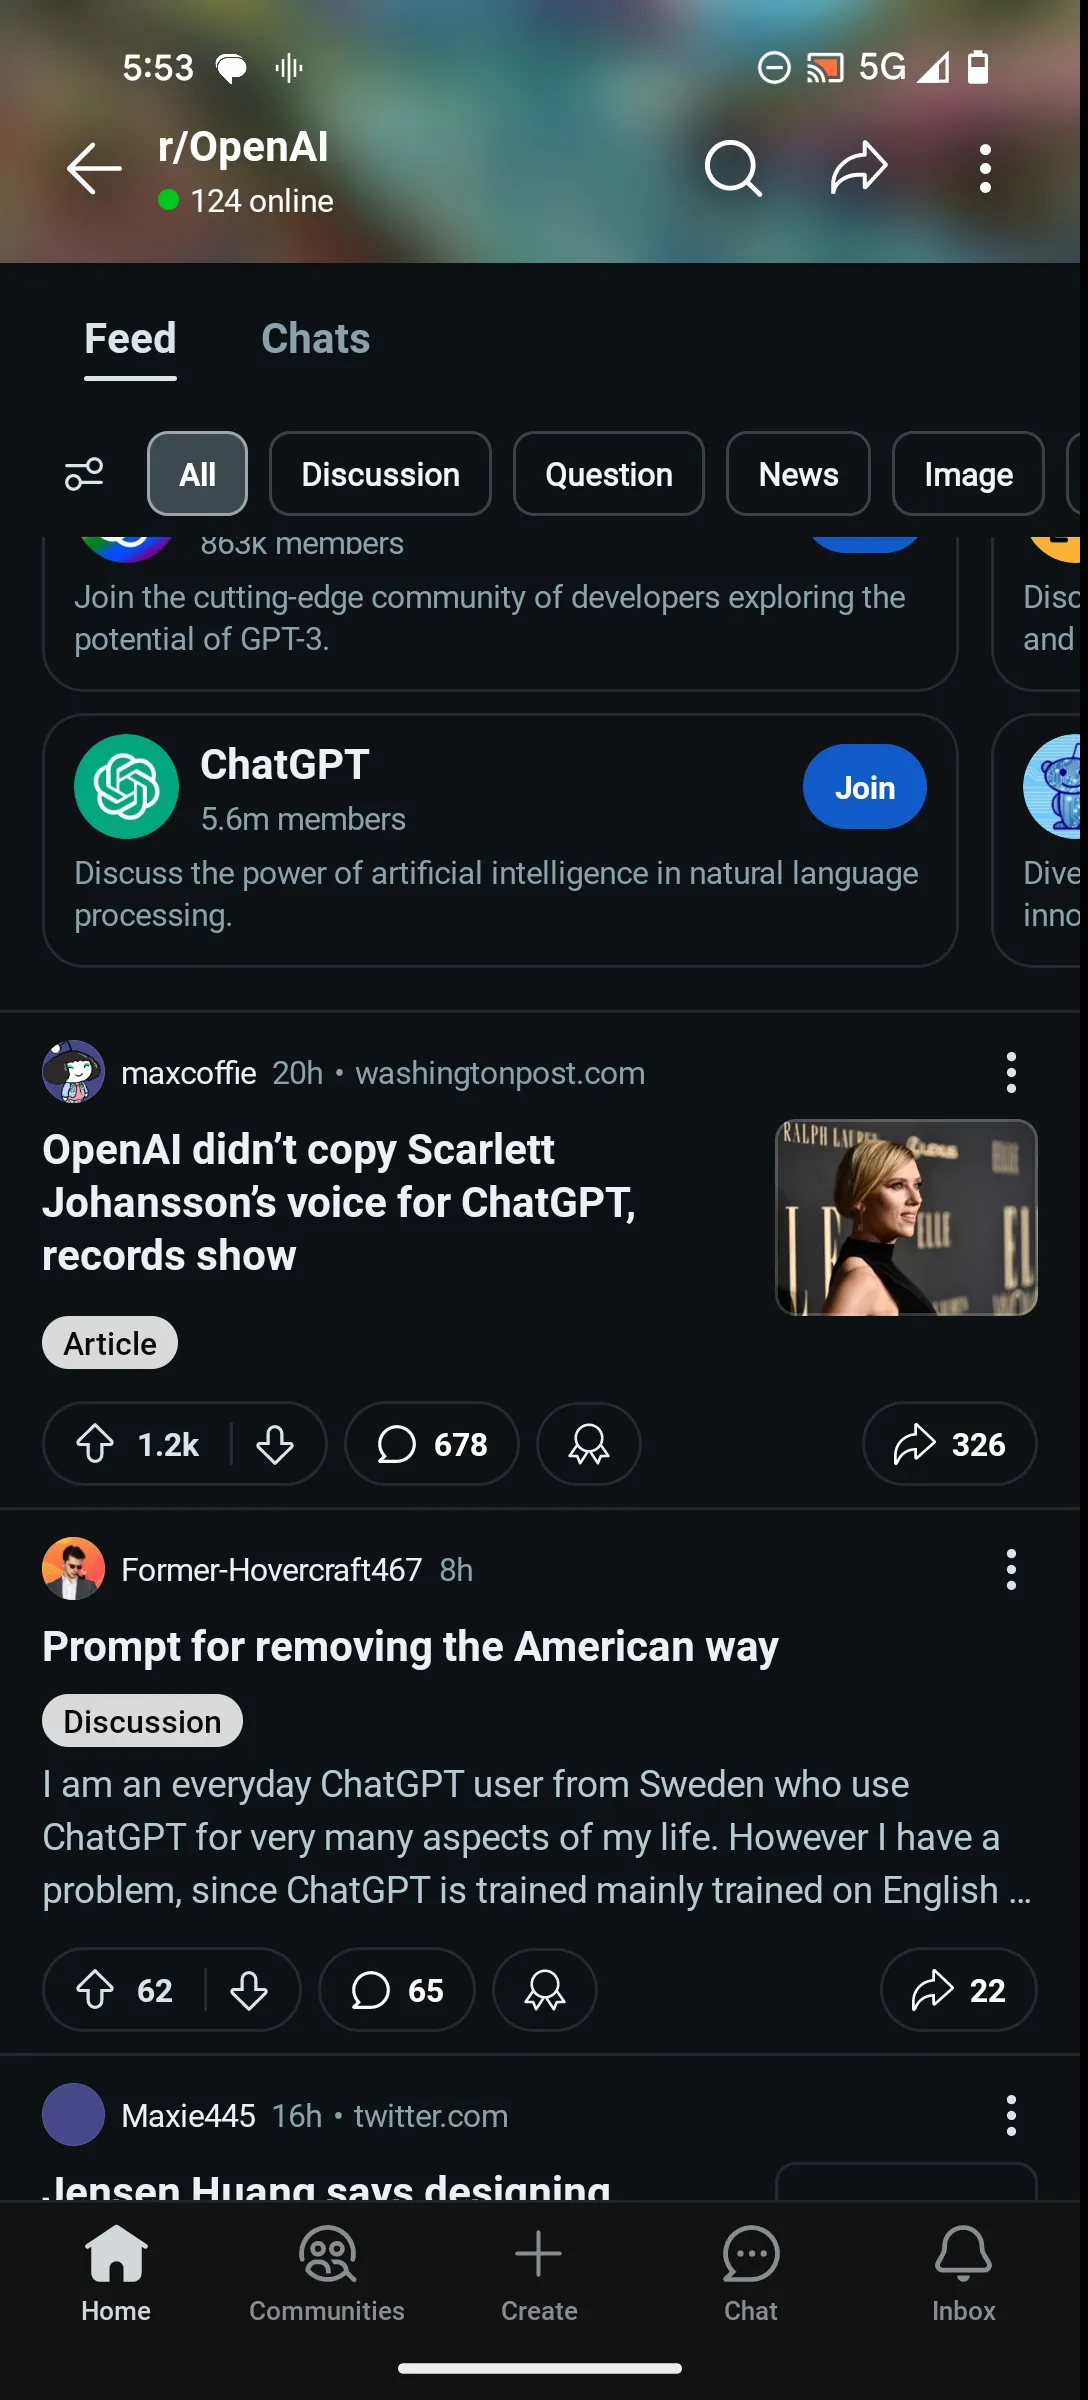 5:53
5G
r/OpenAI
124 online
Feed
Chats
All
Discussion
Question
News
Image
863k members
Join the cutting-edge community of developers exploring the
potential of GPT-3.
Disc
and
ChatGPT
5.6m members
Join
Discuss the power of artificial intelligence in natural language
processing.
Dive
inno
maxcoffie 20h • washingtonpost.com
OpenAI didn’t copy Scarlett
Johansson’s voice for ChatGPT,
records show
RALPH LAUREN
ELLE
Article
1.2k
678
326
Former-Hovercraft467 8h
Prompt for removing the American way
Discussion
I am an everyday ChatGPT user from Sweden who use
ChatGPT for very many aspects of my life. However I have a
problem, since ChatGPT is trained mainly trained on English ...
62
65
22
Maxie445 16h • twitter.com
Jensen Huang says designing
Home
Communities
Create
Chat
Inbox